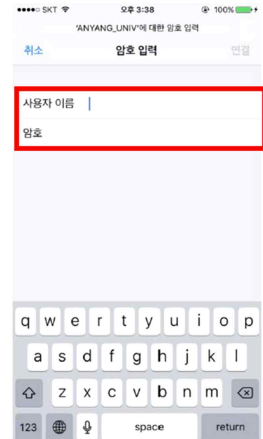 SKT 오후 3:38 100%
'ANYANG_UNIV'에 대한 암호 입력
취소 암호 입력 연결
사용자 이름
암호
q w e r t y u i o p
a s d f g h j k l
z x c v b n m
123 space return